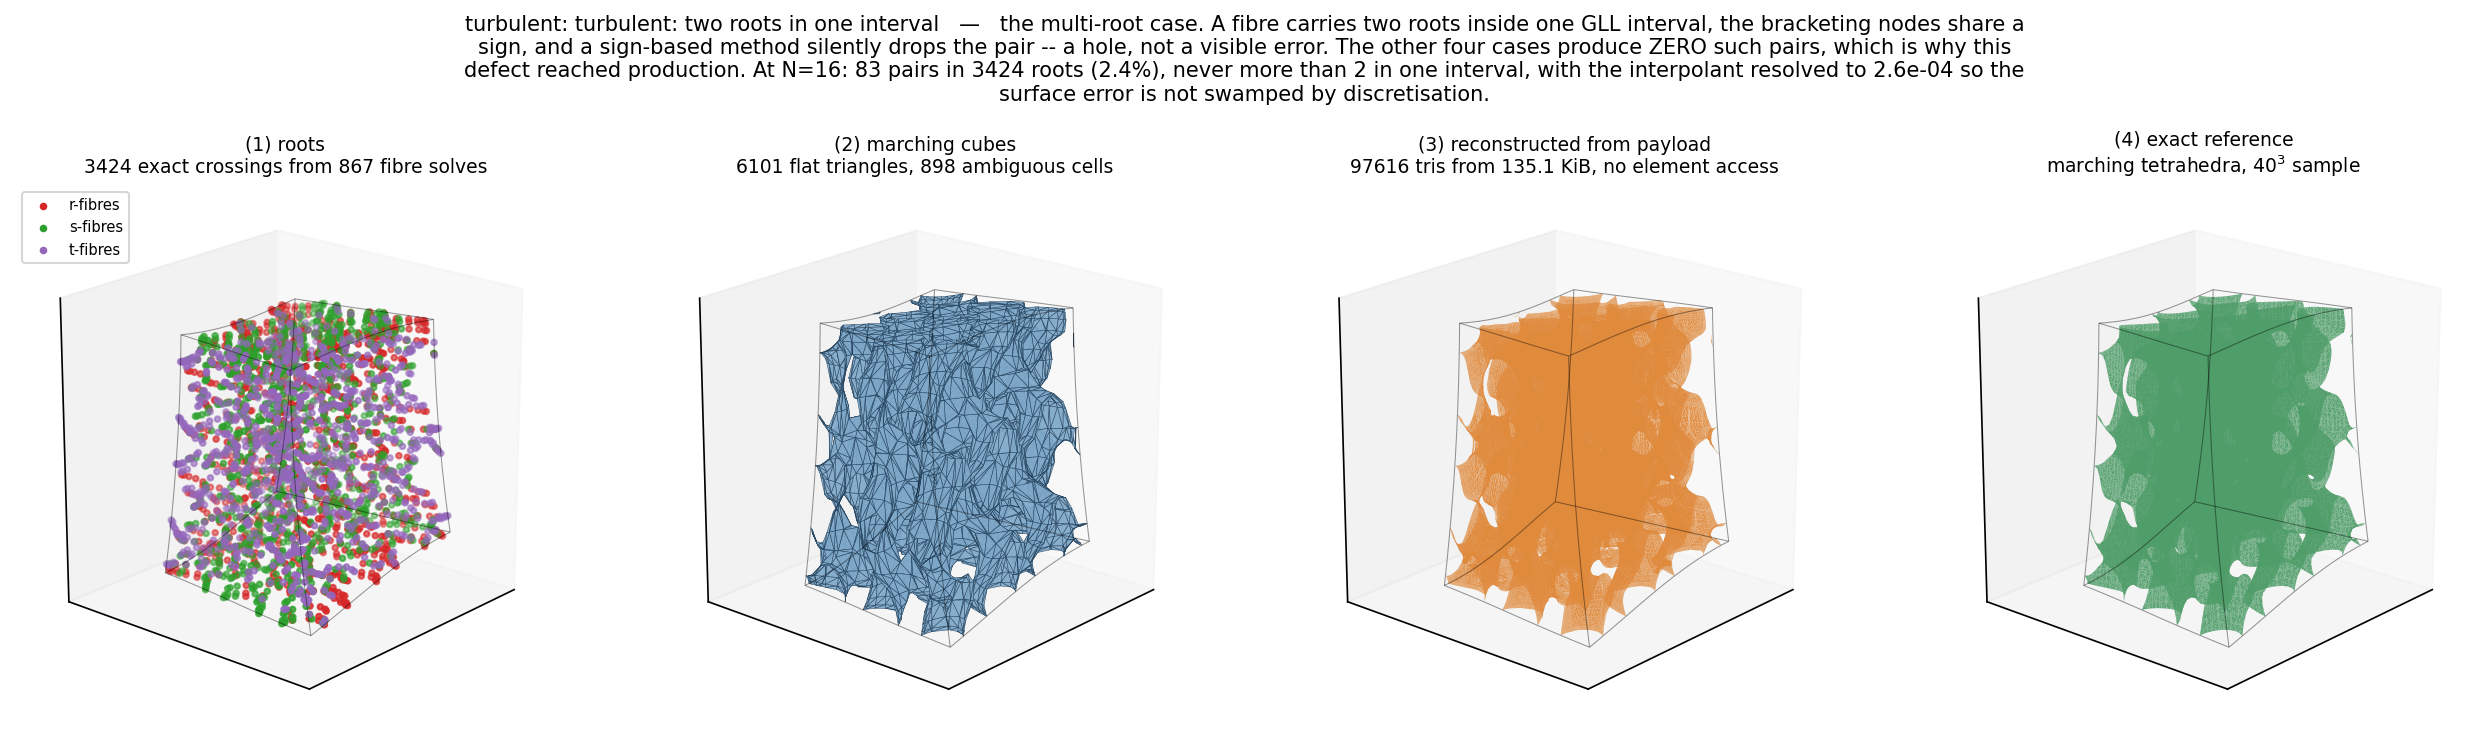 turbulent: turbulent: two roots in one interval — the multi-root case. A fibre carries two roots inside one GLL interval, the bracketing nodes share a
sign, and a sign-based method silently drops the pair -- a hole, not a visible error. The other four cases produce ZERO such pairs, which is why this
defect reached production. At N=16: 83 pairs in 3424 roots (2.4%), never more than 2 in one interval, with the interpolant resolved to 2.6e-04 so the
surface error is not swamped by discretisation.
(1) roots
3424 exact crossings from 867 fibre solves
r-fibres
s-fibres
t-fibres
(2) marching cubes
6101 flat triangles, 898 ambiguous cells
(3) reconstructed from payload
97616 tris from 135.1 KiB, no element access
(4) exact reference
marching tetrahedra, 40³ sample